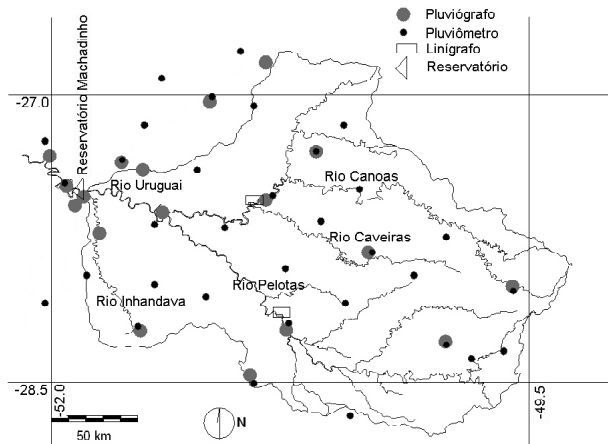 Pluviógrafo
Pluviômetro
Linígrafo
Reservatório
-27.0
Reservatório Machadinho
Rio Uruguai
Rio Canoas
Rio Caveiras
Rio Pelotas
Rio Inhandava
-28.5
-52.0
-49.5
50 km
N